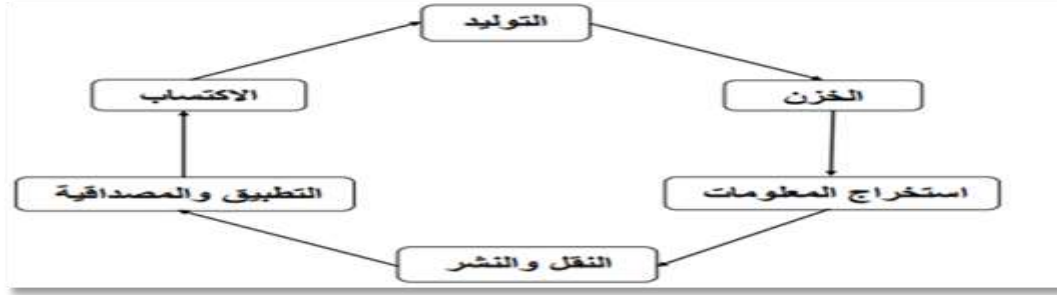 التوليد
الاكتساب
الخزن
التطبيق والمصداقية
استخراج المعلومات
النقل والنشر